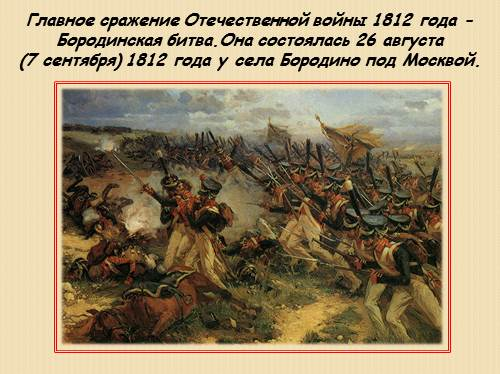 Главное сражение Отечественной войны 1812 года -
Бородинская битва.Она состоялась 26 августа
(7 сентября) 1812 года у села Бородино под Москвой.